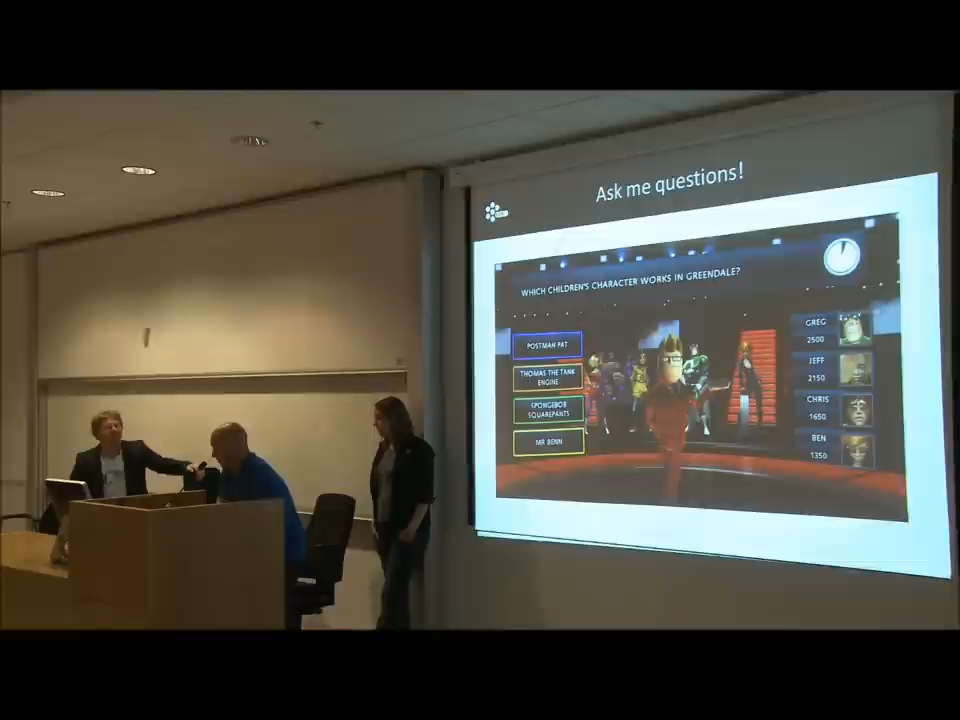 Ask me questions!
WHICH CHILDREN'S CHARACTER WORKS IN GREENDALE?
POSTMAN PAT
THOMAS THE TANK
ENGINE
SPONGEBOB
SQUAREPANTS
MR BENN
GREG
2500
JEFF
2150
CHRIS
1650
BEN
1350